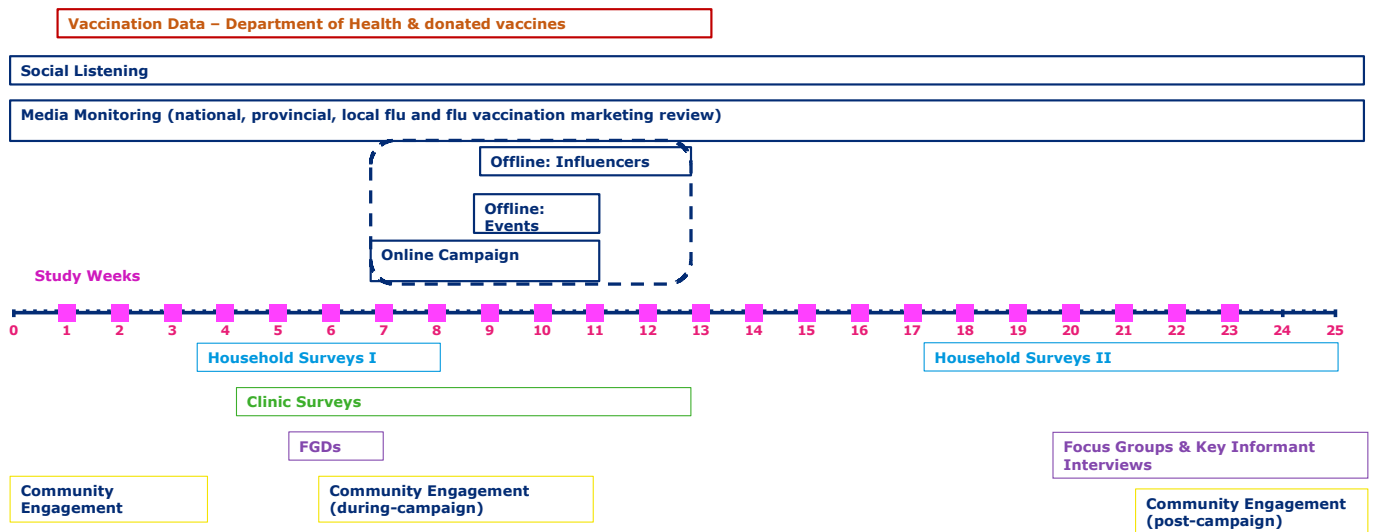 Vaccination Data – Department of Health & donated vaccines
Social Listening
Media Monitoring (national, provincial, local flu and flu vaccination marketing review)
Offline: Influencers
Offline:
Events
Online Campaign
Study Weeks
0 1 2 3 4 5 6 7 8 9 10 11 12 13 14 15 16 17 18 19 20 21 22 23 24 25
Household Surveys I
Household Surveys II
Clinic Surveys
FGDs
Focus Groups & Key Informant
Interviews
Community
Engagement
Community Engagement
(during-campaign)
Community Engagement
(post-campaign)